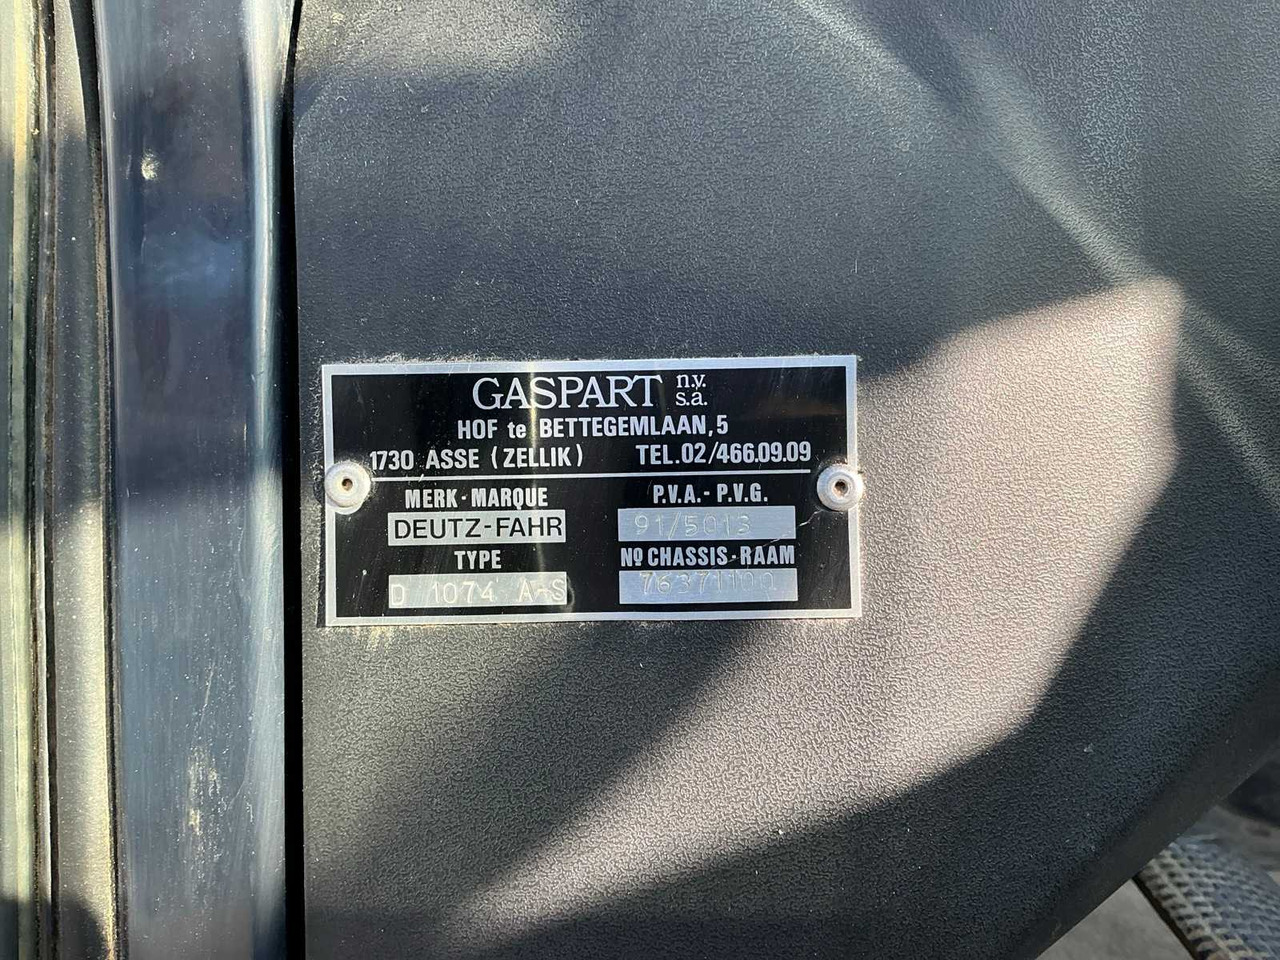 GASPART n.v. s.a.
HOF te BETTEGEMLAAN, 5
1730 ASSE (ZELLIK) TEL.02/466.09.09
MERK - MARQUE
DEUTZ-FAHR
TYPE
D 1074 A-S
P.V.A. - P.V.G.
91/5013
Nº CHASSIS - RAAM